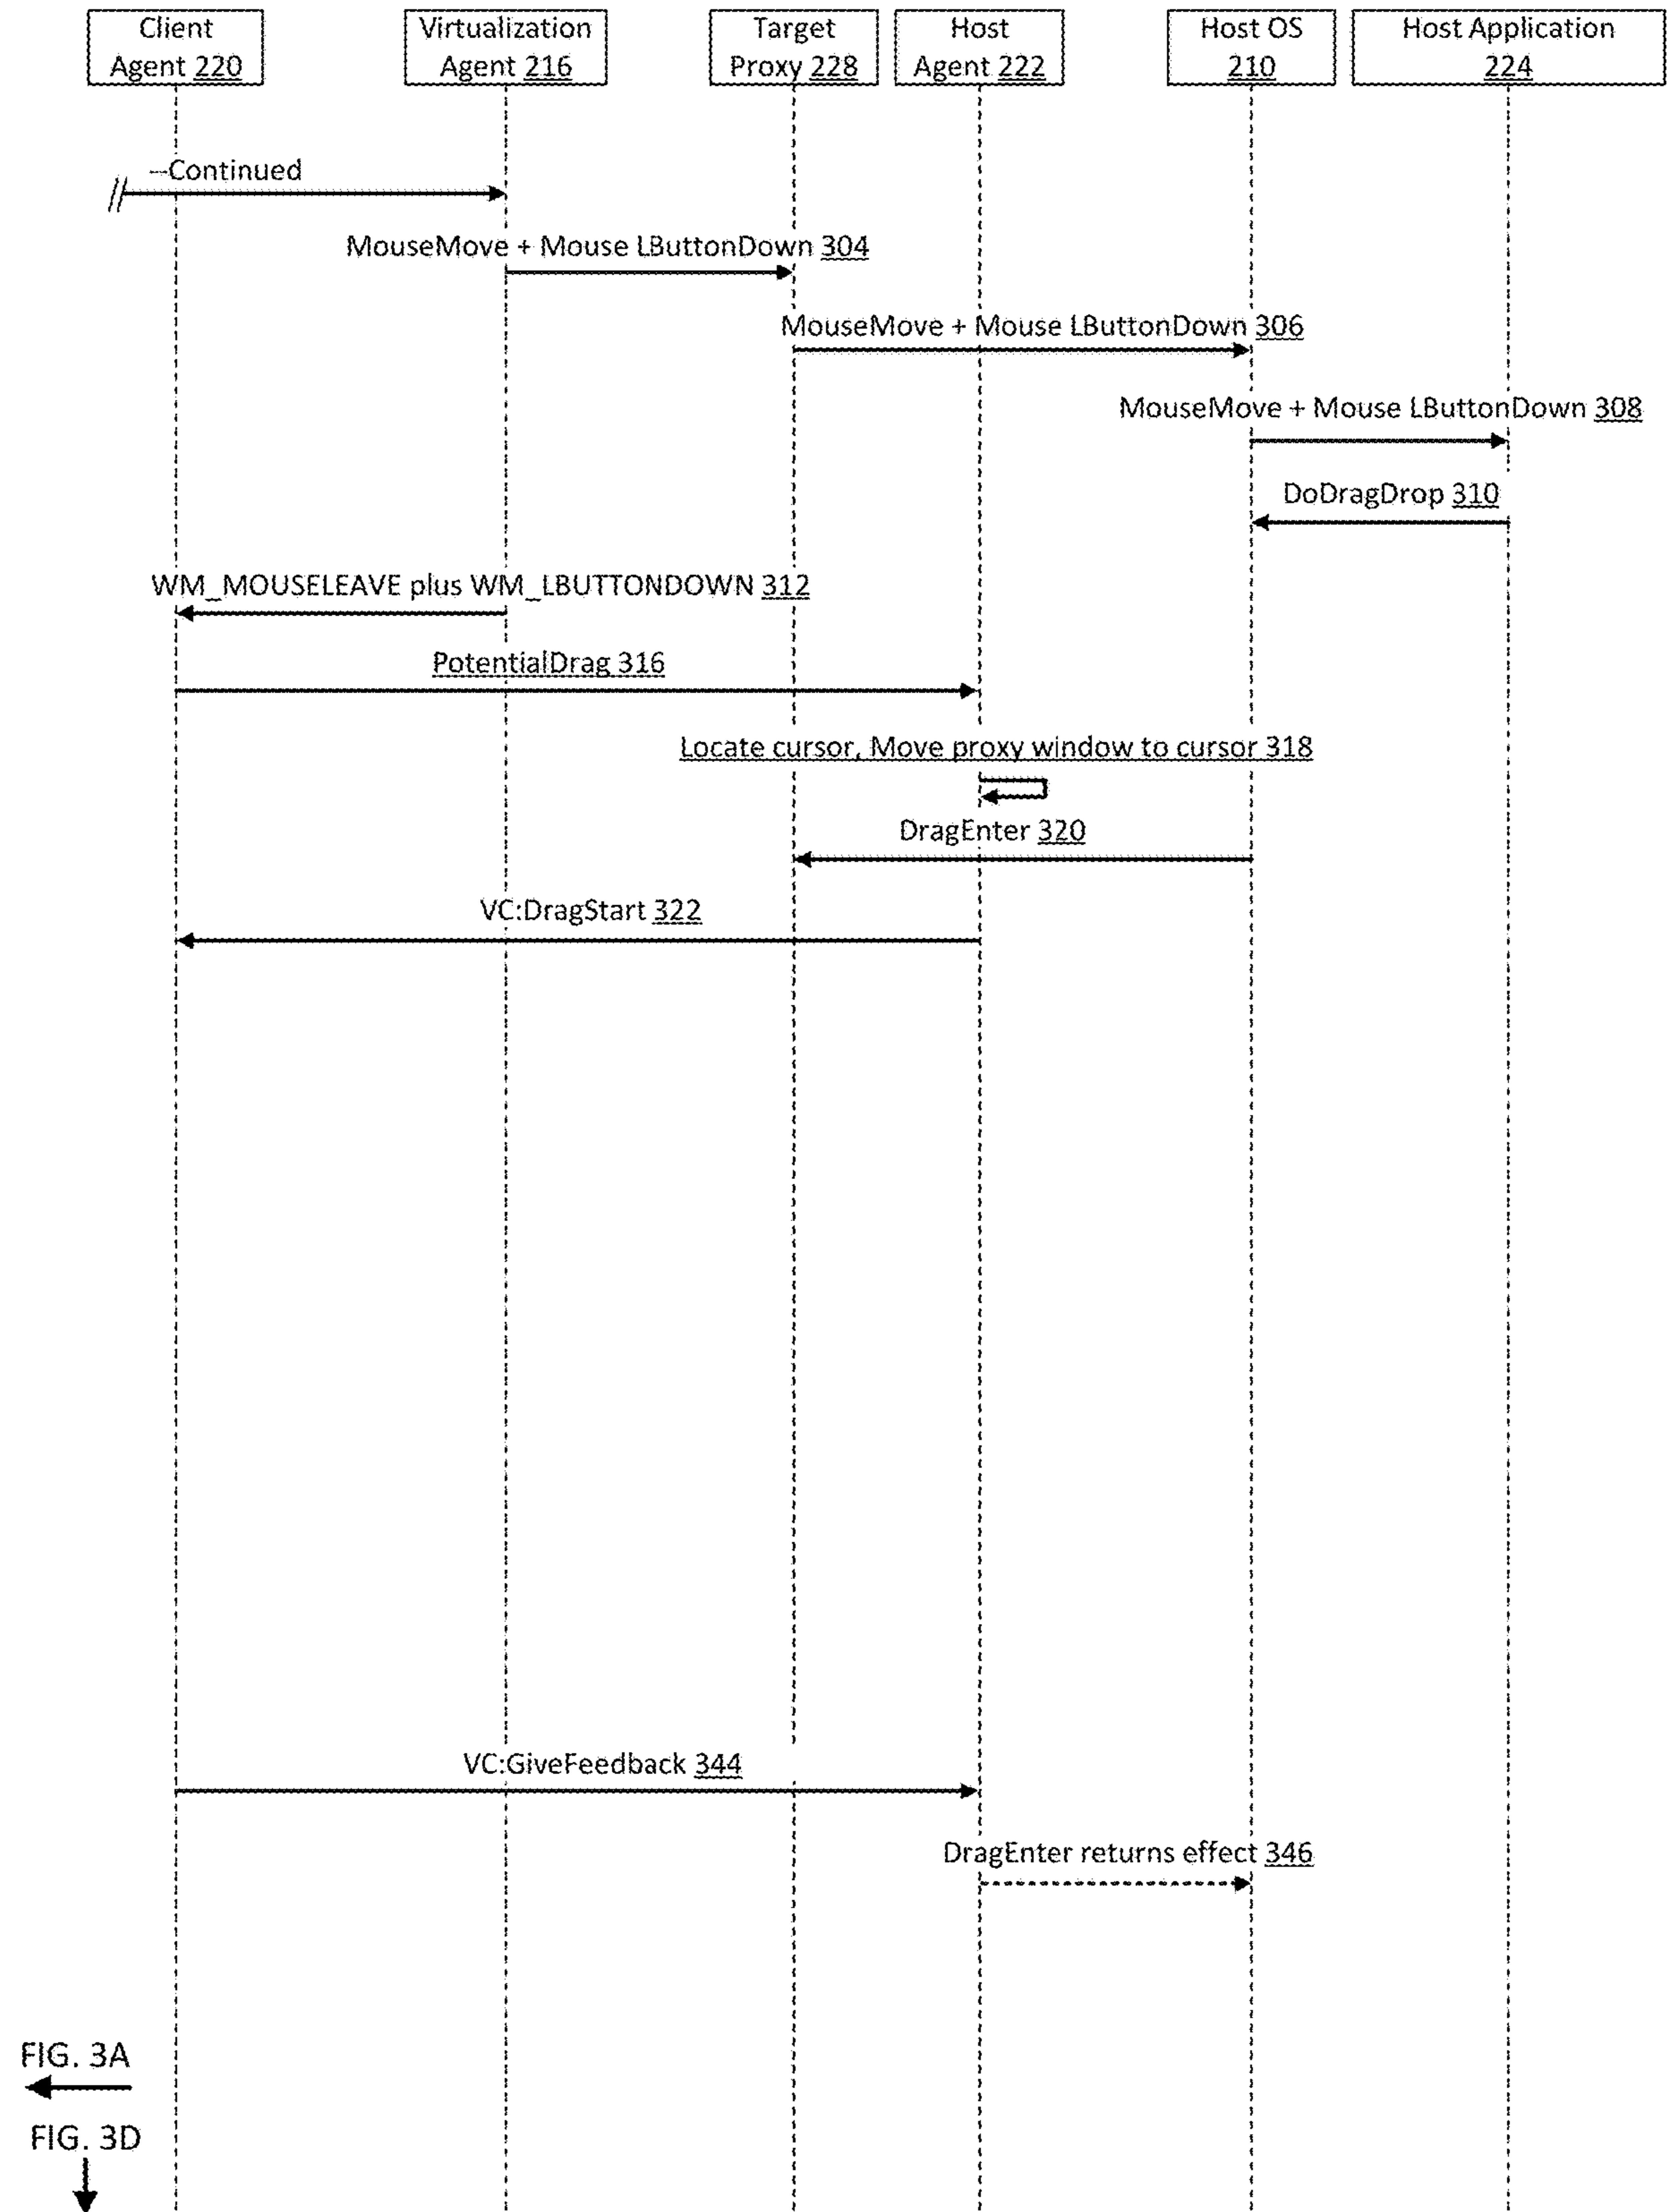 Client
Agent 220
Virtualization
Agent 216
Target
Proxy 228
Host
Agent 222
Host OS
210
Host Application
224
--Continued
MouseMove + Mouse LButtonDown 304
MouseMove + Mouse LButtonDown 306
MouseMove + Mouse LButtonDown 308
DoDragDrop 310
WM_MOUSELEAVE plus WM_LBUTTONDOWN 312
PotentialDrag 316
Locate cursor, Move proxy window to cursor 318
DragEnter 320
VC:DragStart 322
VC:GiveFeedback 344
DragEnter returns effect 346
FIG. 3A
FIG. 3D